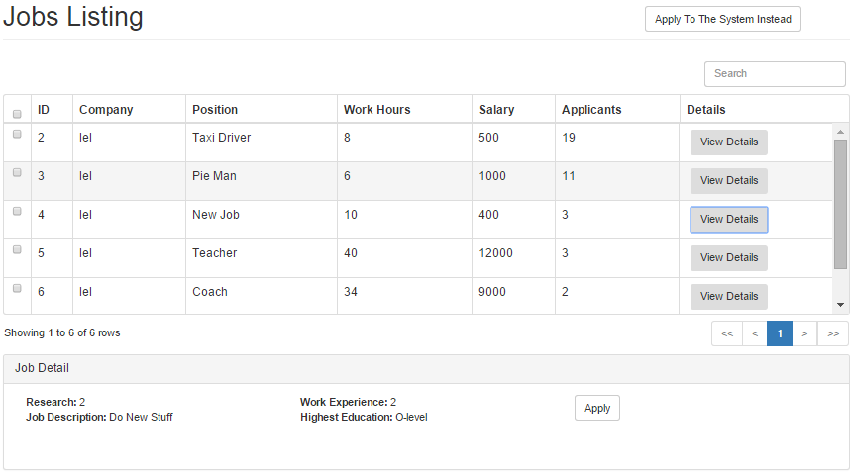 Jobs Listing
Apply To The System Instead
Search
ID Company Position Work Hours Salary Applicants Details
2 lel Taxi Driver 8 500 19 View Details
3 lel Pie Man 6 1000 11 View Details
4 lel New Job 10 400 3 View Details
5 lel Teacher 40 12000 3 View Details
6 lel Coach 34 9000 2 View Details
Showing 1 to 6 of 6 rows
<< < 1 > >>
Job Detail
Research: 2 Work Experience: 2 Apply
Job Description: Do New Stuff Highest Education: O-level